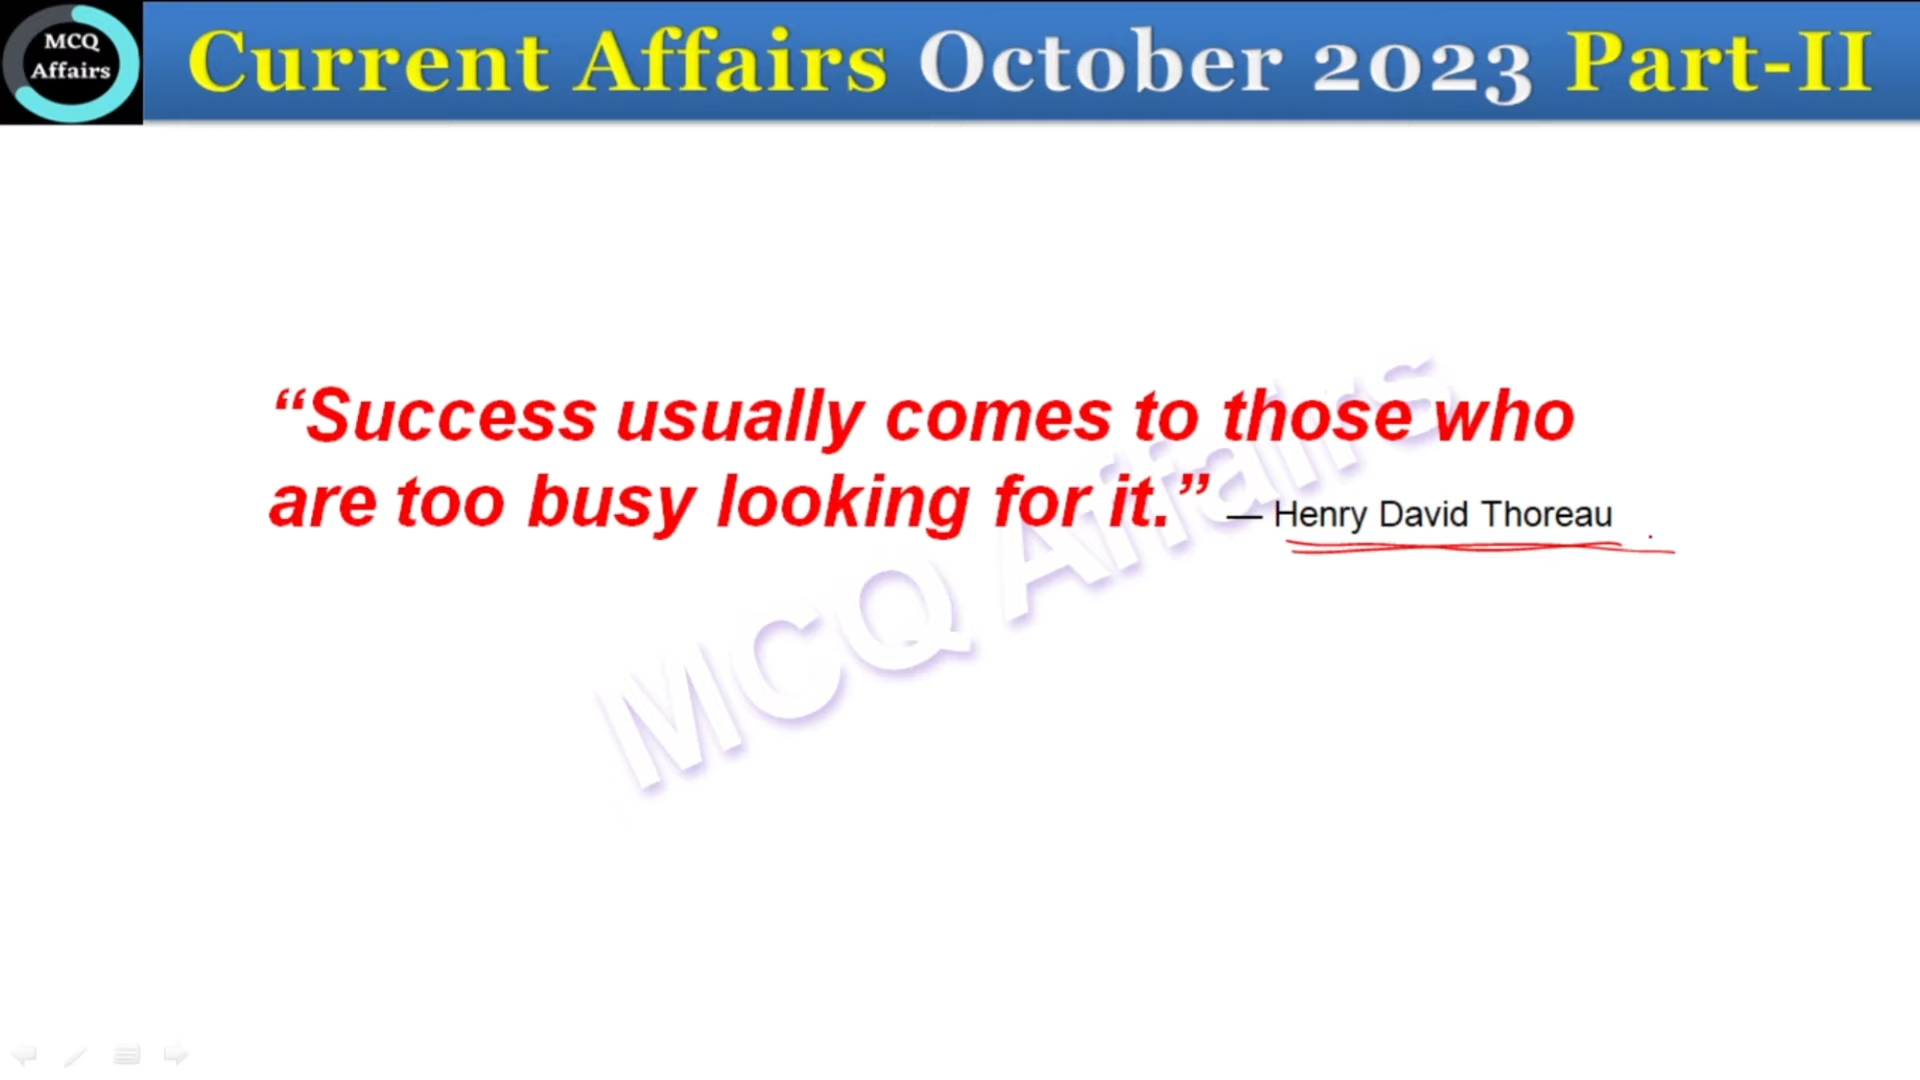 MCQ
Affairs
Current Affairs October 2023 Part-II
“Success usually comes to those who
are too busy looking for it.” — Henry David Thoreau
MCQ Affairs